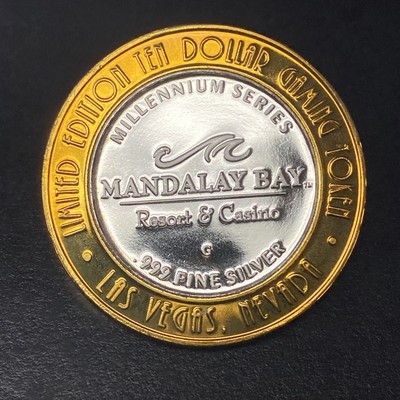 LIMITED EDITION TEN DOLLAR GAMING TOKEN
MILLENNIUM SERIES
MANDALAY BAY
Resort & Casino
G
.999 FINE SILVER
• LAS VEGAS, NEVADA •